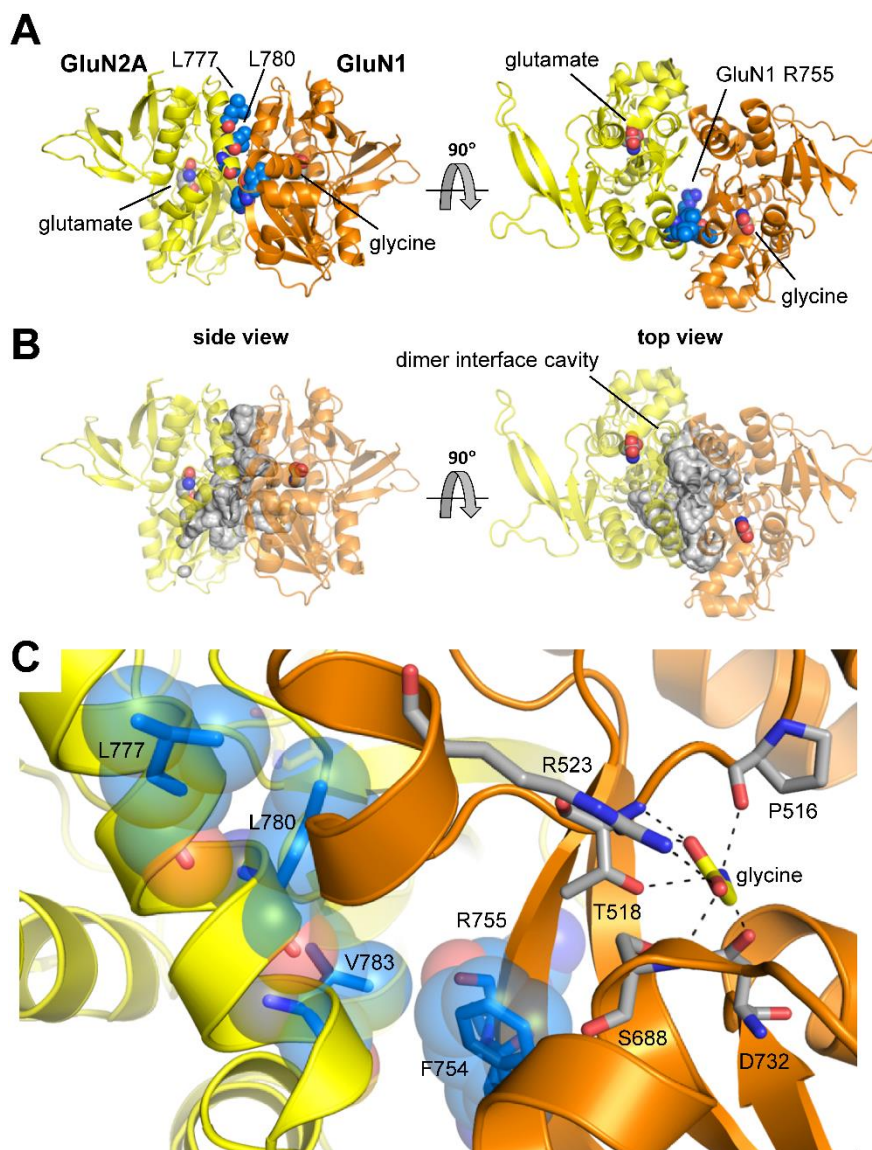 A
GluN2A
L777
L780
GluN1
glutamate
glycine
90°
glutamate
GluN1 R755
glycine
B
side view
90°
top view
dimer interface cavity
C
L777
L780
V783
R523
P516
glycine
T518
R755
F754
S688
D732